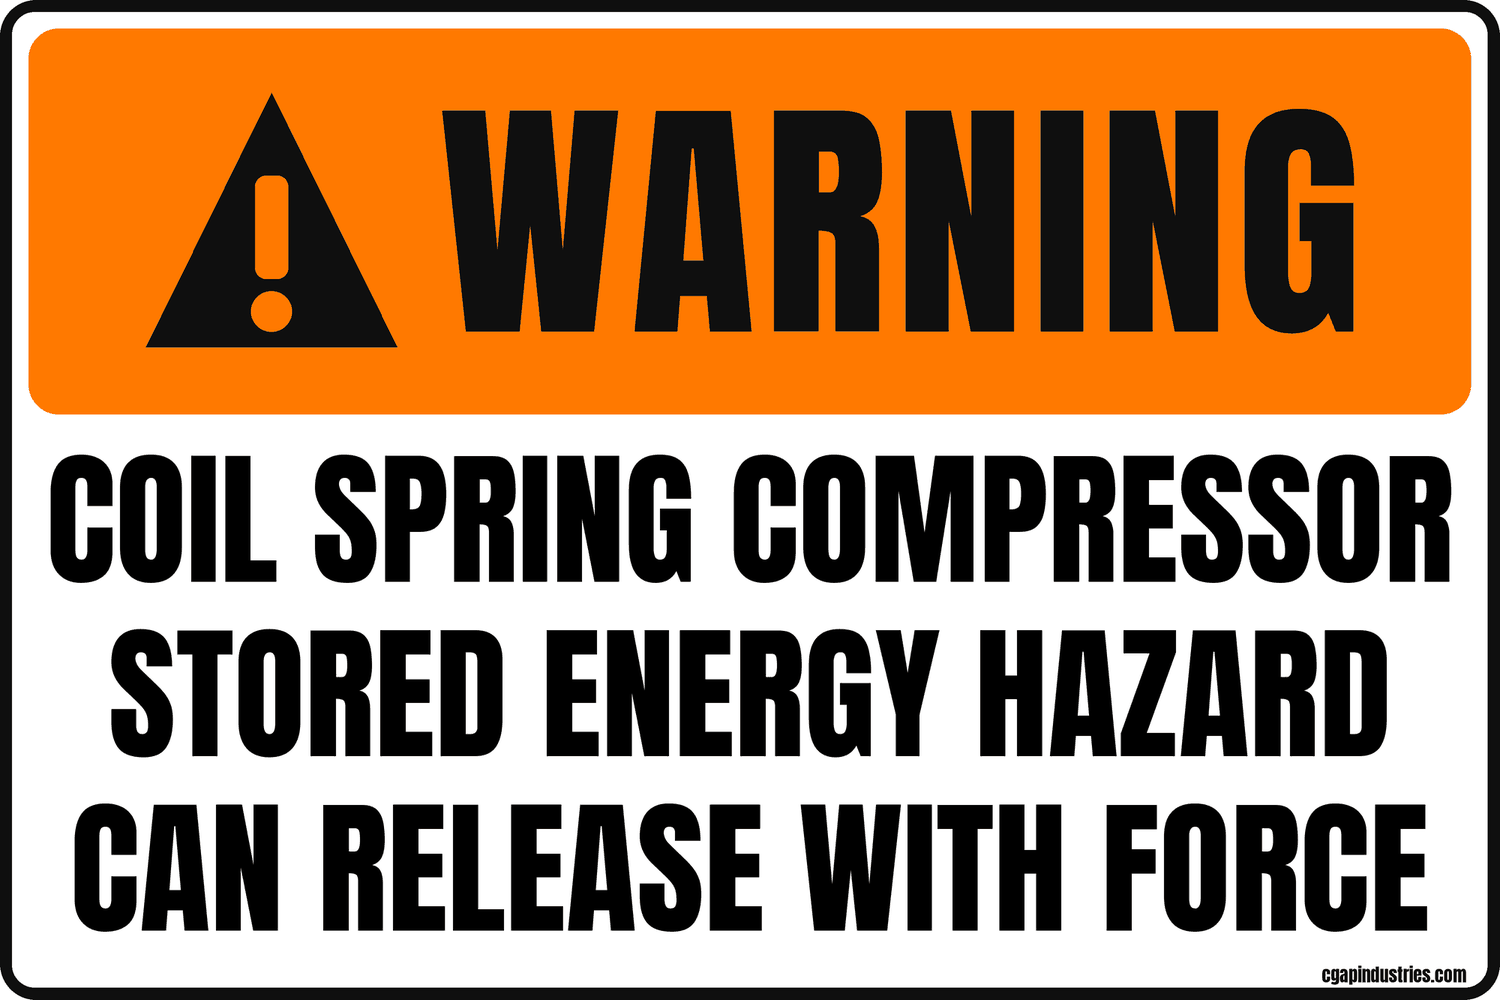 WARNING
COIL SPRING COMPRESSOR
STORED ENERGY HAZARD
CAN RELEASE WITH FORCE
cgapindustries.com